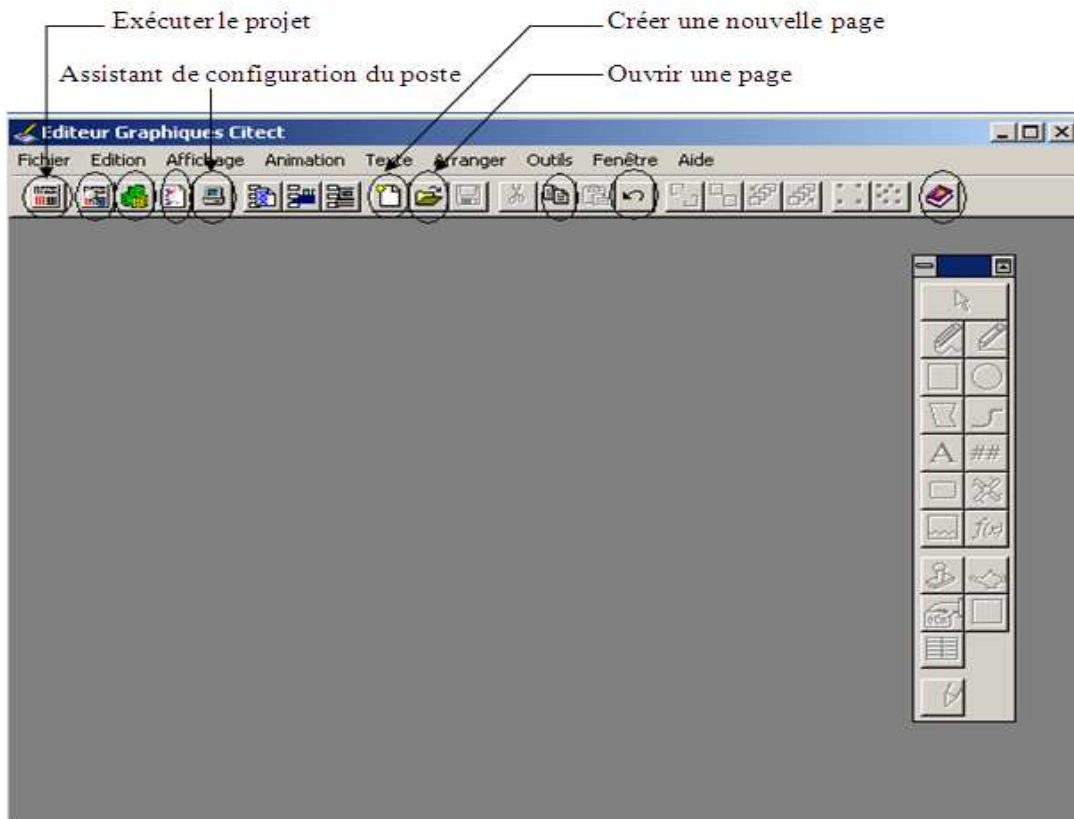 Exécuter le projet
Créer une nouvelle page
Assistant de configuration du poste
Ouvrir une page
Editeur Graphiques Citect
Fichier Edition Affichage Animation Texte Arranger Outils Fenêtre Aide
A ##
f(x)